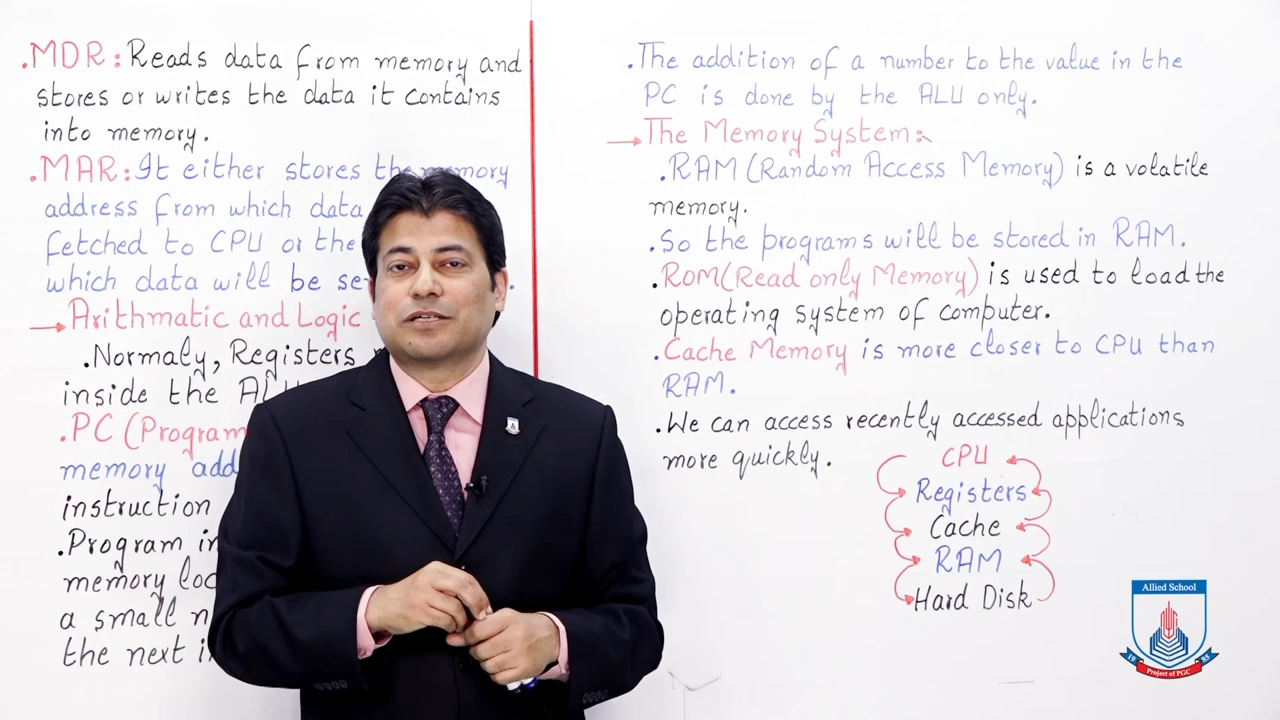 .MDR: Reads data from memory and
stores or writes the data it contains
into memory.
.MAR: It either stores the memory
address from which data
fetched to CPU or the
which data will be
→Arithmatic and Logic
.Normaly, Registers
inside the ALU
.PC (Program
memory
instruction
.Program
memory
a small
the next
.The addition of a number to the value in the
PC is done by the ALU only.
→The Memory System:
.RAM (Random Access Memory) is a volatile
memory.
.So the programs will be stored in RAM.
.ROM(Read only Memory) is used to load the
operating system of computer.
.Cache Memory is more closer to CPU than
RAM.
.We can access recently accessed applications
more quickly.
CPU
Registers
Cache
RAM
Hard Disk
Allied School
1985
Project of PGC